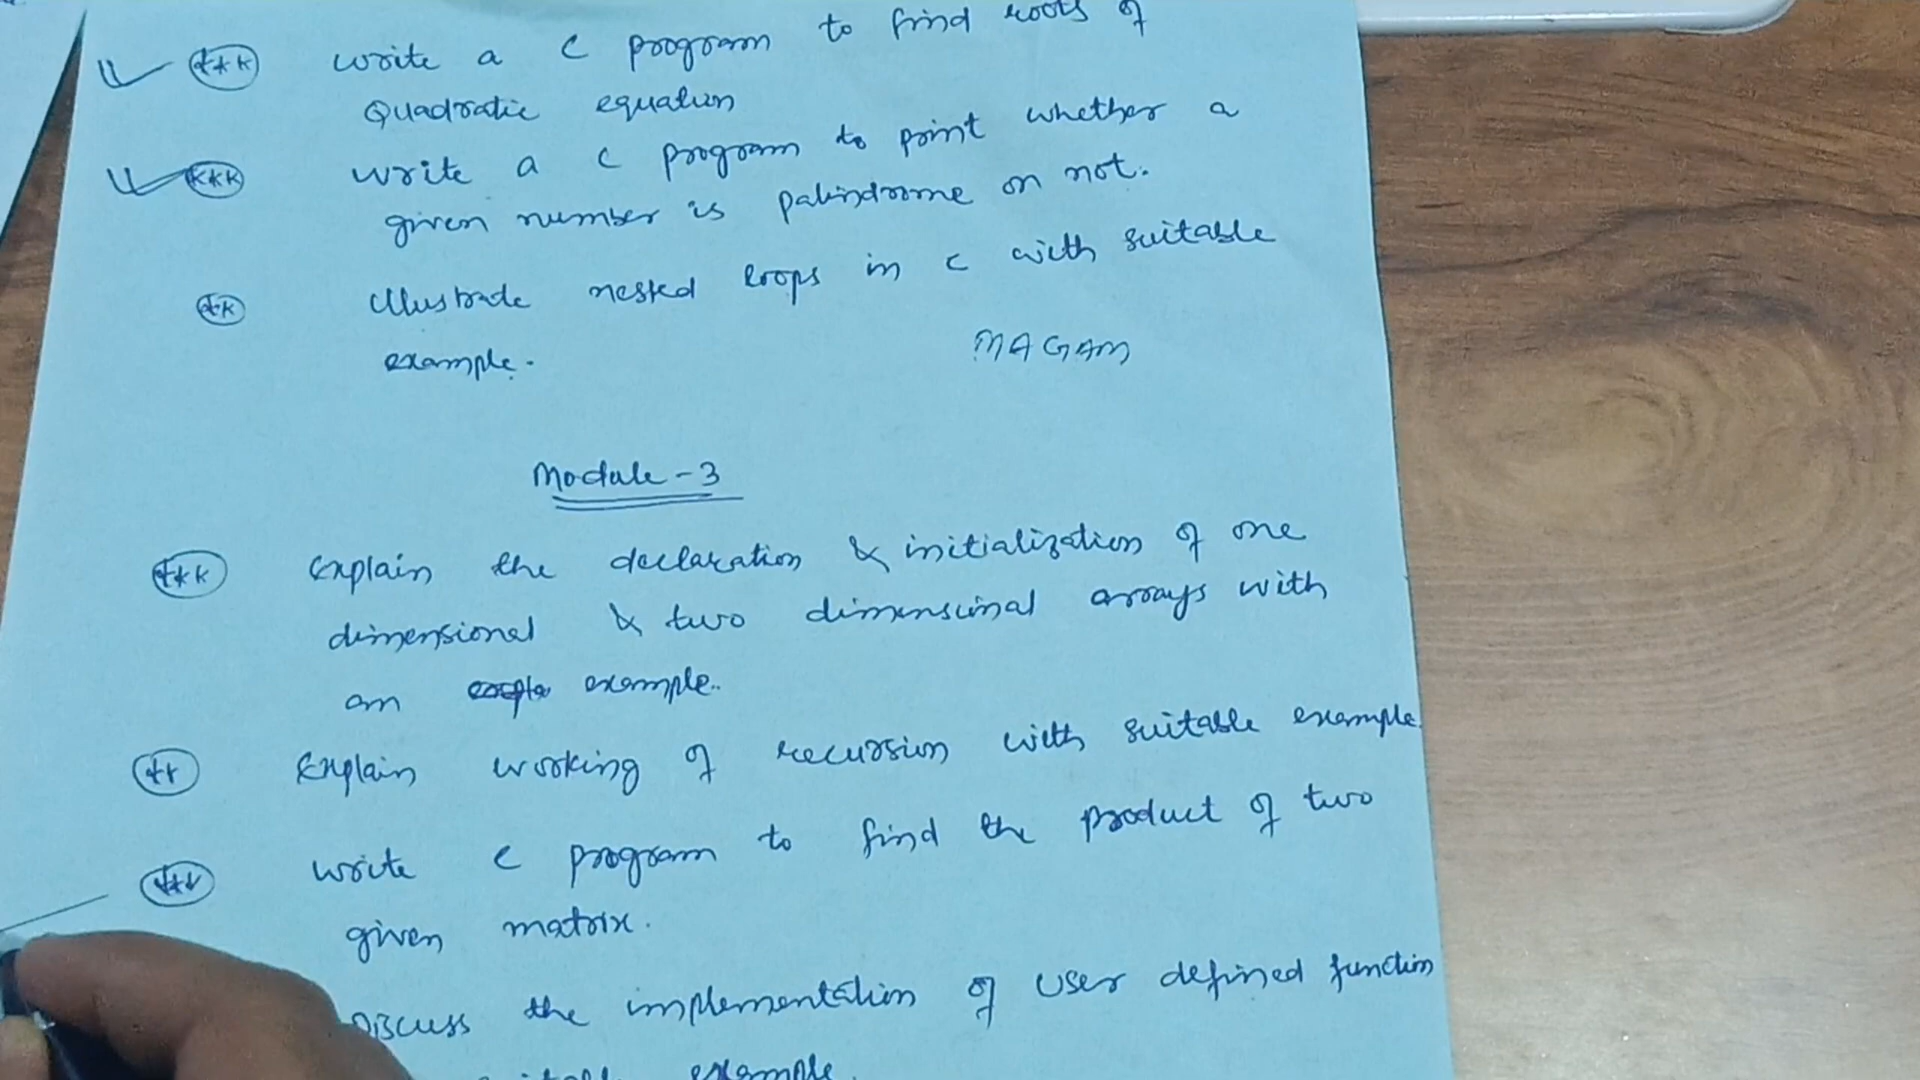 *** write a C program to find roots of
Quadratic equation
*** write a C program to print whether a
given number is palindrome or not.
** illustrate nested loops in C with suitable
example.
MAGAM
Module-3
*** explain the declaration & initialization of one
dimensional & two dimensional arrays with
an example.
** Explain working of recursion with suitable example.
*** write C program to find the product of two
given matrix.
Discuss the implementation of user defined function
example.